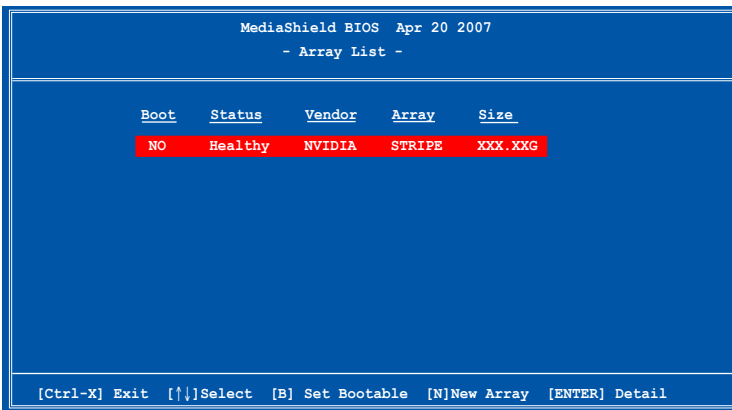 MediaShield BIOS Apr 20 2007
- Array List -
Boot Status Vendor Array Size
NO Healthy NVIDIA STRIPE XXX.XXG
[Ctrl-X] Exit [↑↓]Select [B] Set Bootable [N]New Array [ENTER] Detail